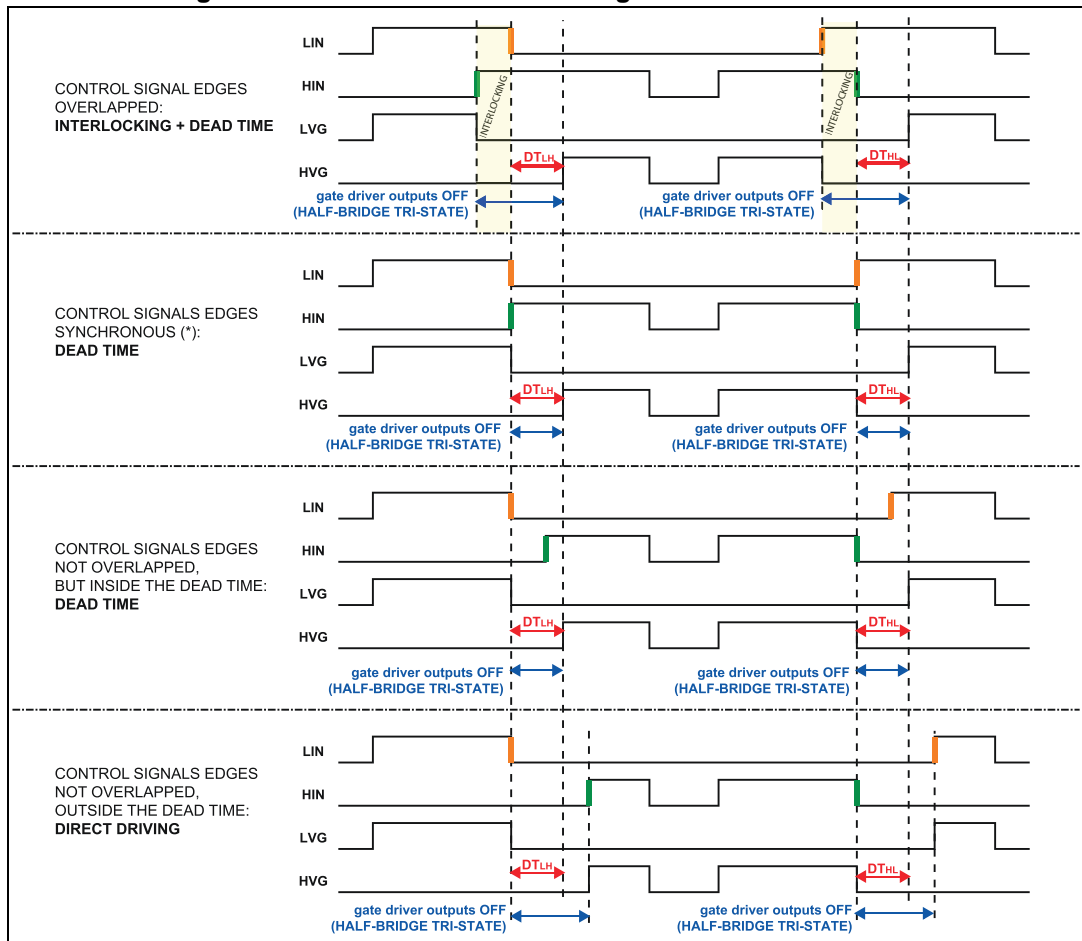 LIN
HIN
LVG
HVG
CONTROL SIGNAL EDGES
OVERLAPPED:
INTERLOCKING + DEAD TIME
INTERLOCKING
INTERLOCKING
DTLH
DTHL
gate driver outputs OFF
(HALF-BRIDGE TRI-STATE)
gate driver outputs OFF
(HALF-BRIDGE TRI-STATE)
LIN
HIN
LVG
HVG
CONTROL SIGNALS EDGES
SYNCHRONOUS (*):
DEAD TIME
DTLH
DTHL
gate driver outputs OFF
(HALF-BRIDGE TRI-STATE)
gate driver outputs OFF
(HALF-BRIDGE TRI-STATE)
LIN
HIN
LVG
HVG
CONTROL SIGNALS EDGES
NOT OVERLAPPED,
BUT INSIDE THE DEAD TIME:
DEAD TIME
DTLH
DTHL
gate driver outputs OFF
(HALF-BRIDGE TRI-STATE)
gate driver outputs OFF
(HALF-BRIDGE TRI-STATE)
LIN
HIN
LVG
HVG
CONTROL SIGNALS EDGES
NOT OVERLAPPED,
OUTSIDE THE DEAD TIME:
DIRECT DRIVING
DTLH
DTHL
gate driver outputs OFF
(HALF-BRIDGE TRI-STATE)
gate driver outputs OFF
(HALF-BRIDGE TRI-STATE)